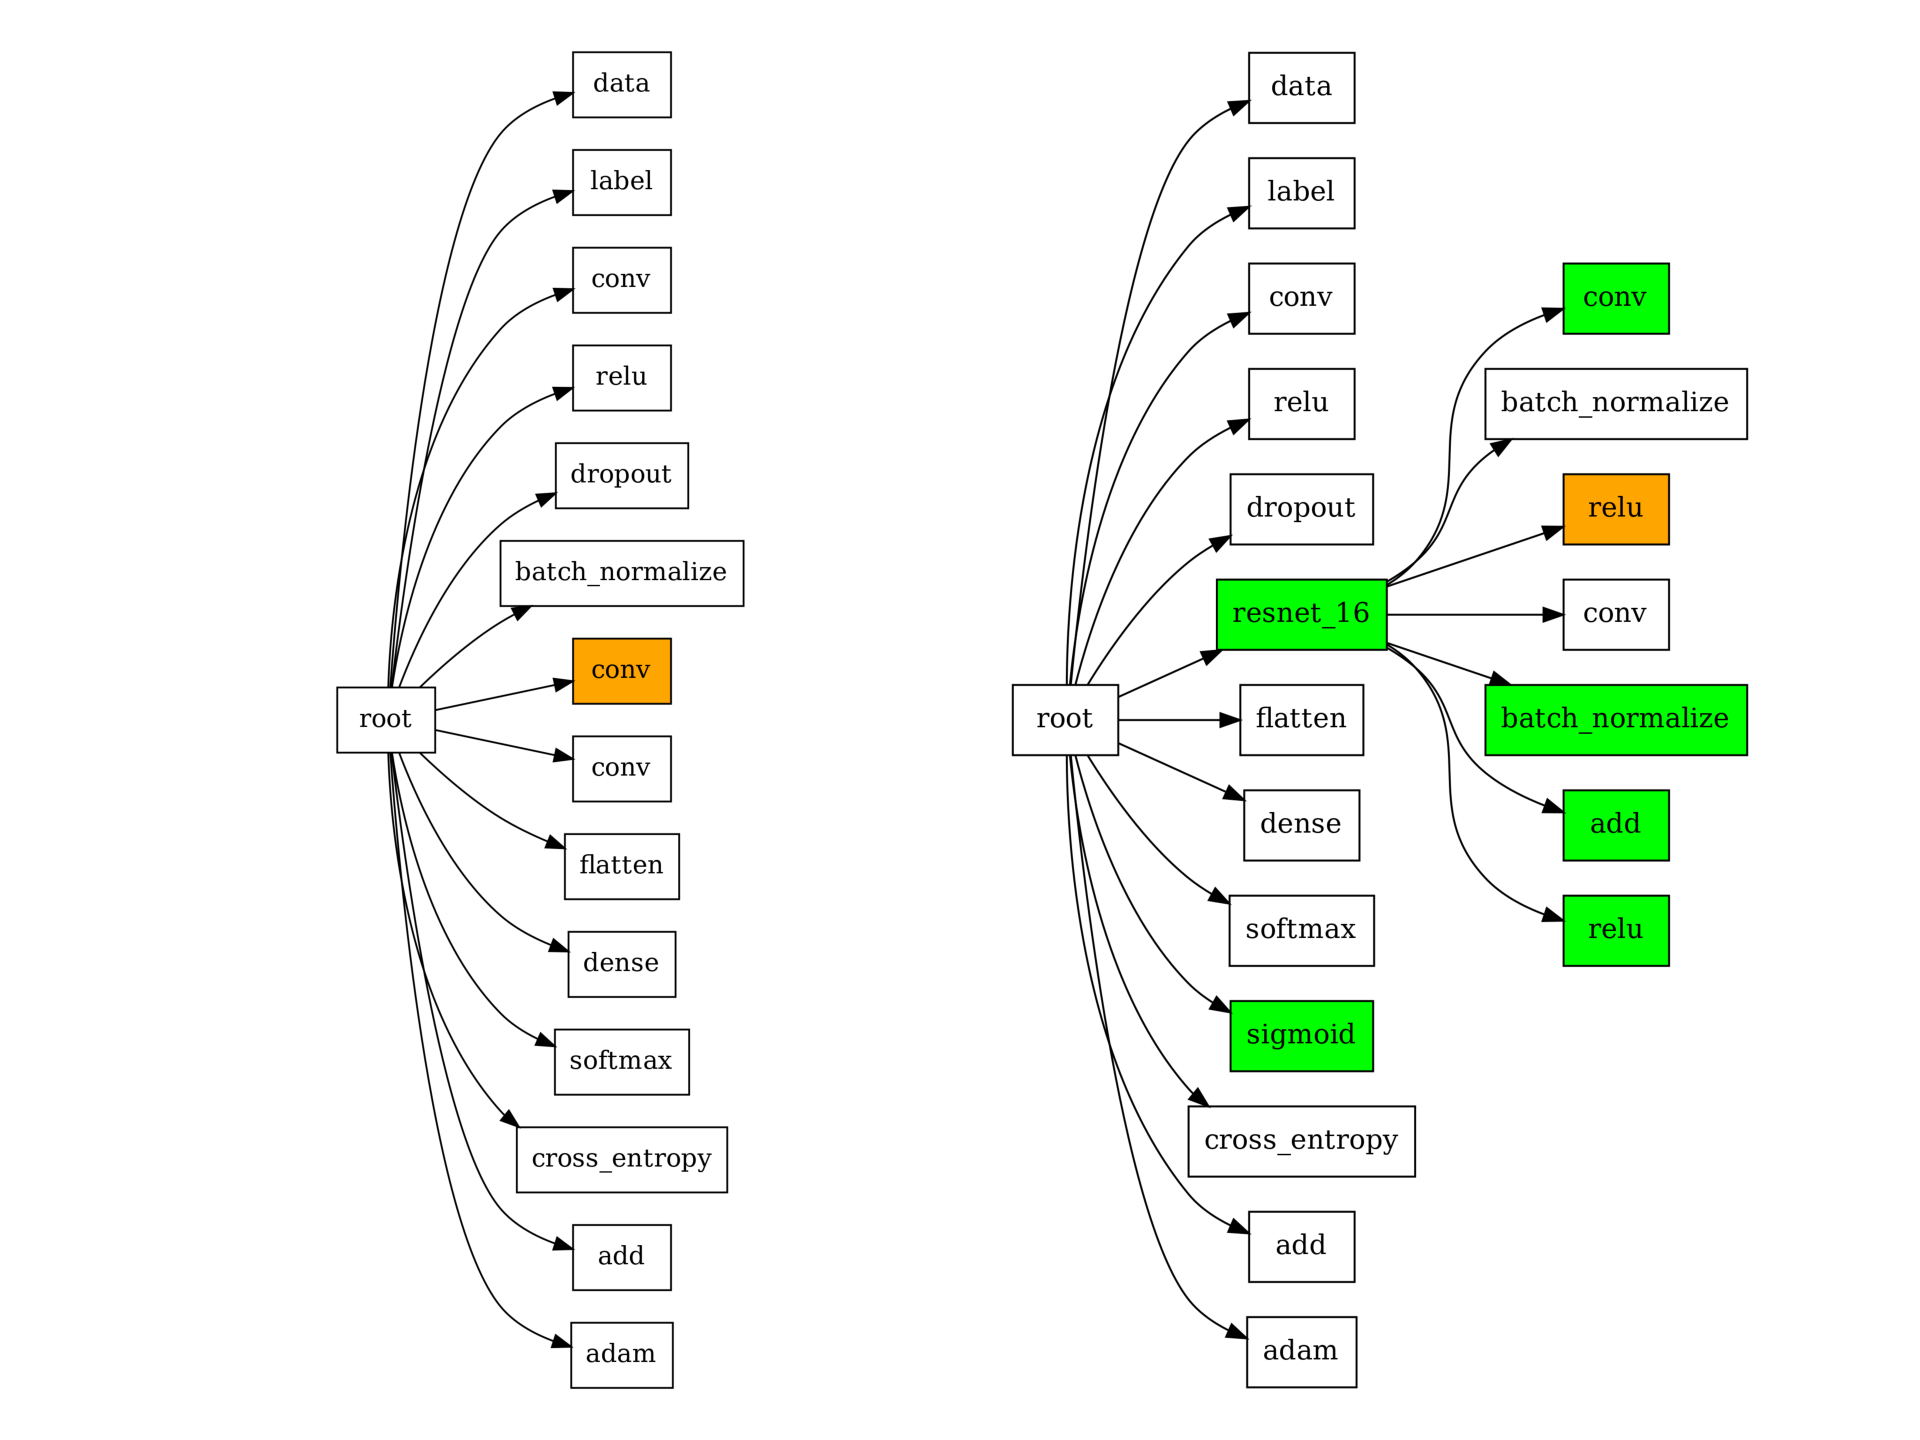 data
label
conv
relu
dropout
batch_normalize
conv
root
conv
flatten
dense
softmax
cross_entropy
add
adam
data
label
conv
relu
dropout
resnet_16
root
flatten
dense
softmax
sigmoid
cross_entropy
add
adam
conv
batch_normalize
relu
conv
batch_normalize
add
relu